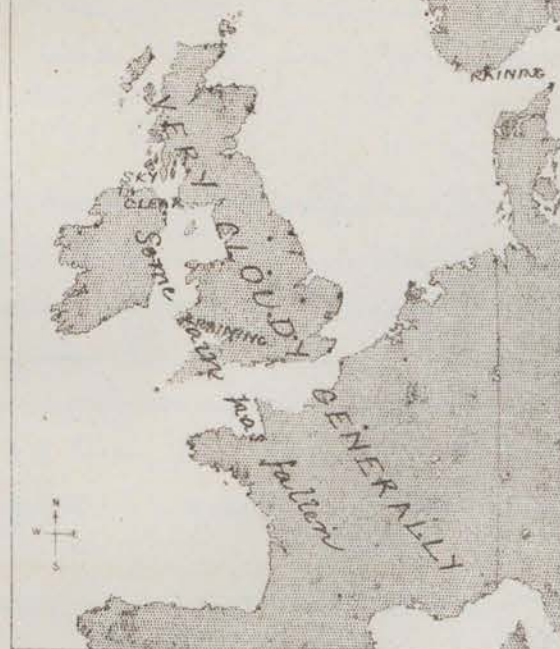 RAINING
VERY CLOUDY GENERALLY
SKY
CLEAR
Some rain has fallen
RAINING
N
W E
S